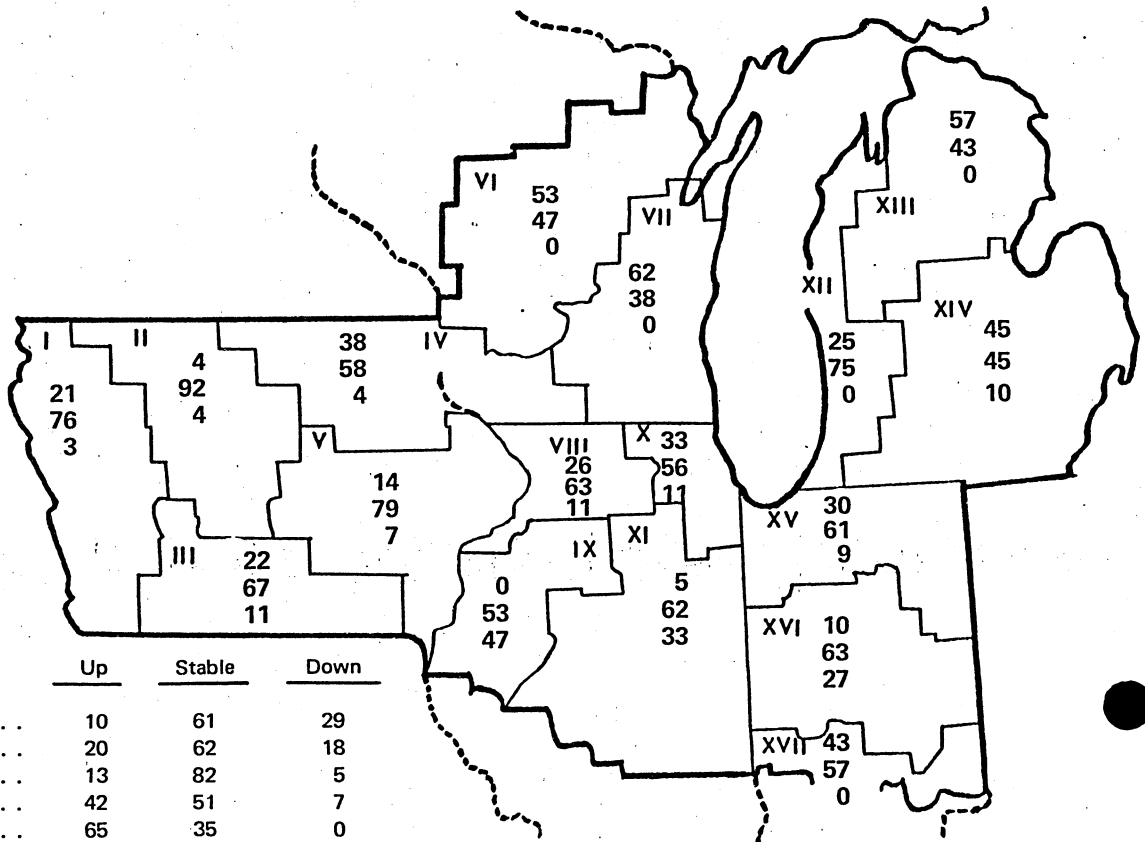 57
43
0
XIII
VI
53
47
0
VII
62
38
0
XII
XIV
45
45
10
25
75
0
I
21
76
3
II
4
92
4
38
58
4
IV
V
14
79
7
III
22
67
11
VIII
26
63
11
X
33
56
11
IX
0
53
47
XI
5
62
33
XV
30
61
9
XVI
10
63
27
XVII
43
57
0
Up Stable Down
. . 10 61 29
. . 20 62 18
. . 13 82 5
. . 42 51 7
. . 65 35 0